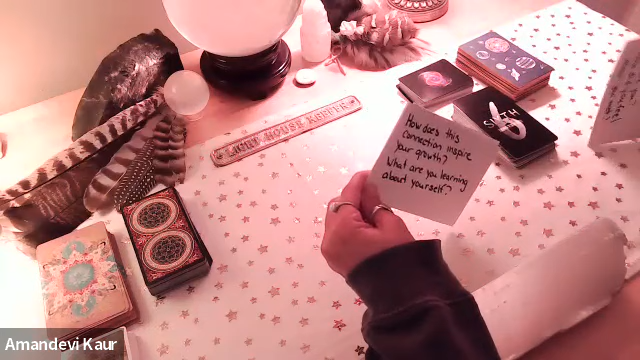 LIGHT HOUSE KEEPER
How does this
connection inspire
your growth?
What are you learning
about yourself?
Amandevi Kaur